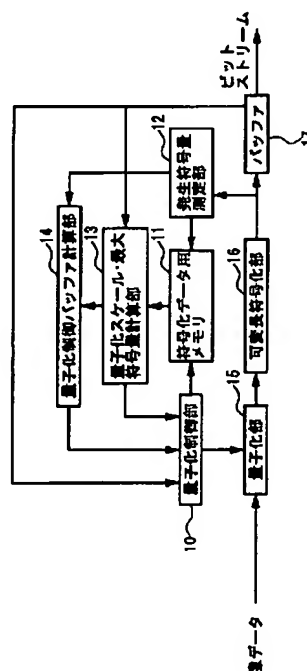 量子化制御バッファ計算部
14
量子化スケール・最大
符号量計算部
13
発生符号量
測定部
12
符号化データ用
メモリ
11
量子化制御部
10
量子化部
15
可変長符号化部
16
バッファ
17
ビット
ストリーム
像データ